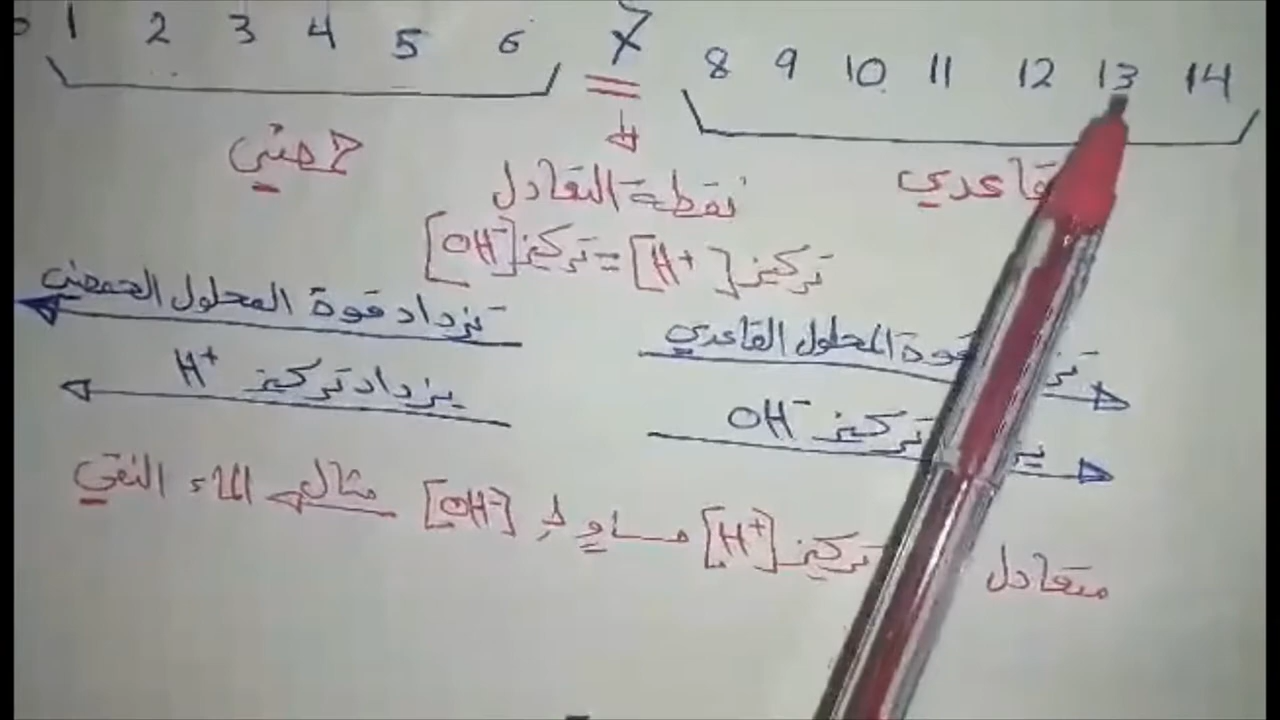 0 1 2 3 4 5 6 7 8 9 10 11 12 13 14
حمضي
قاعدي
نقطة التعادل
تركيز [H+] = تركيز [OH-]
تزداد قوة المحلول الحمضي
قوة المحلول القاعدي
يزداد تركيز H+
تركيز OH-
متعادل تركيز [H+] مساوٍ لـ [OH-] مثال الماء النقي